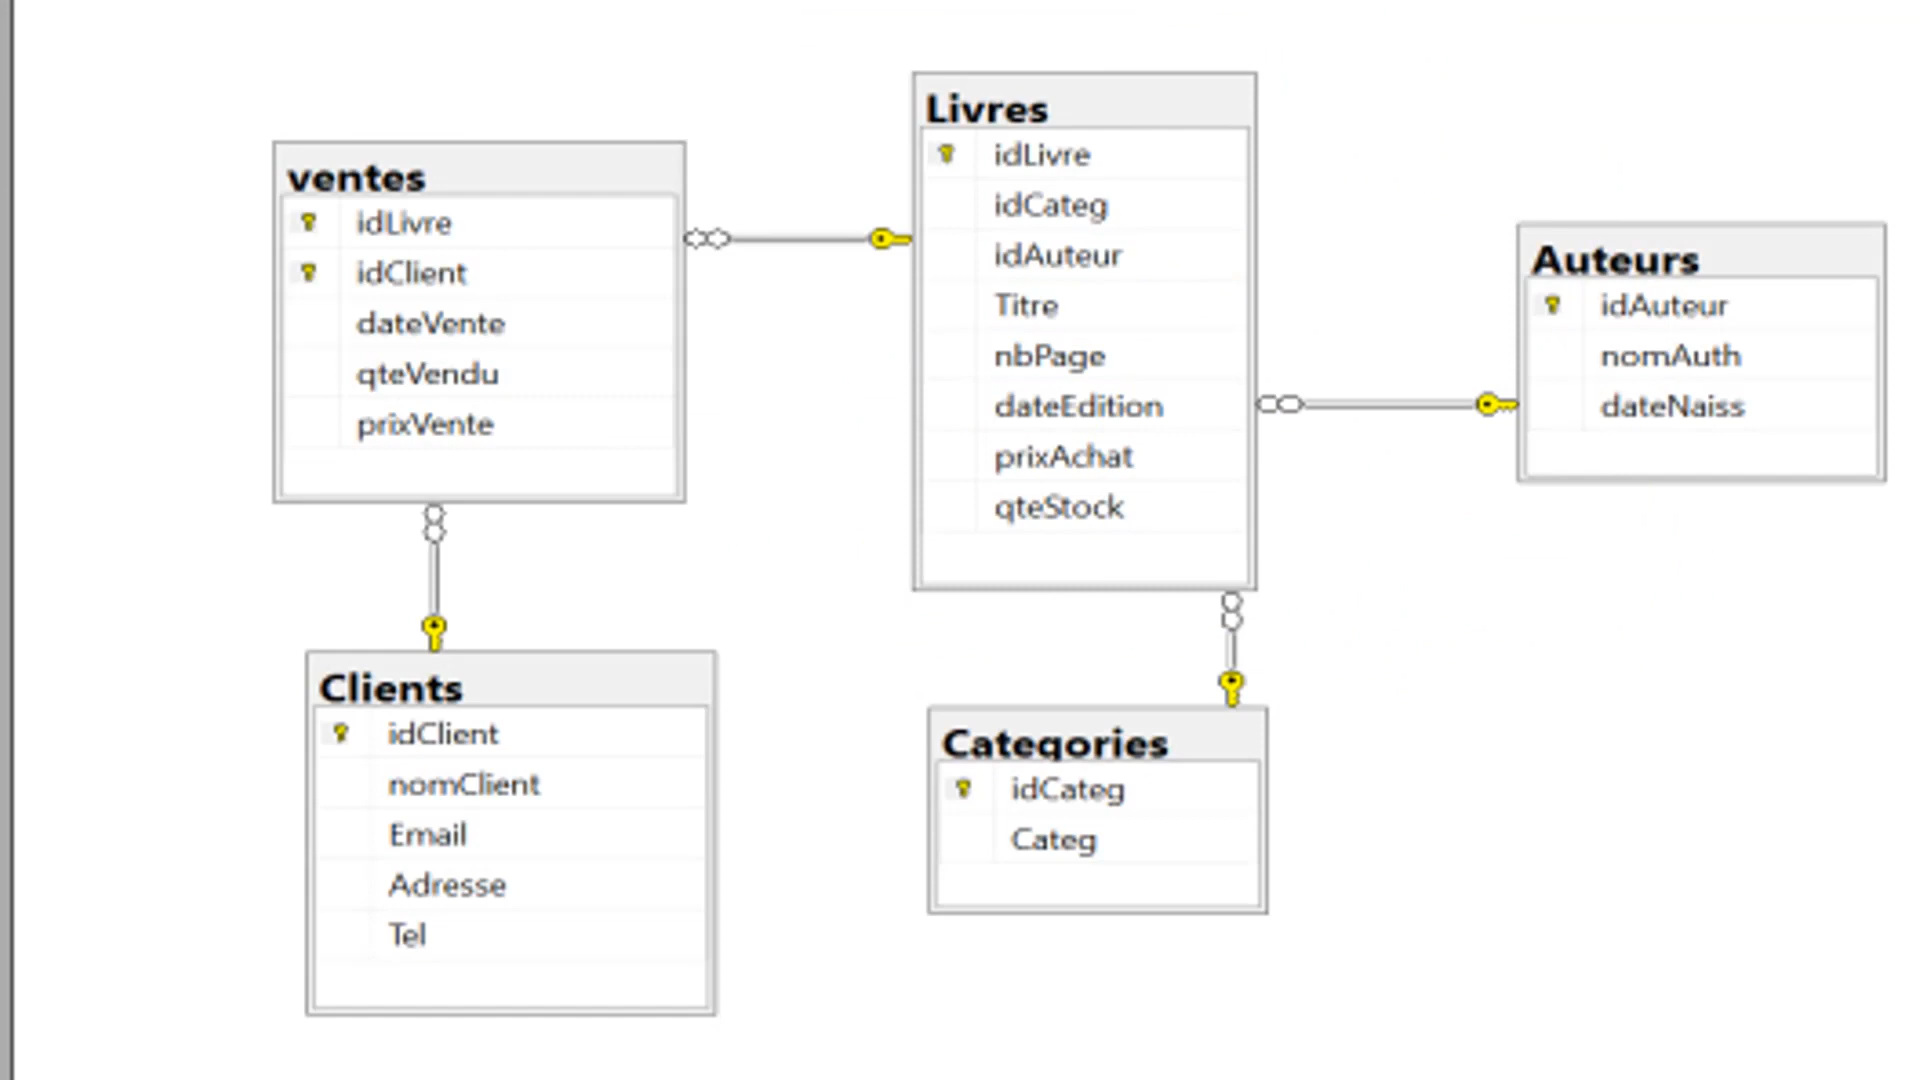 ventes
idLivre
idClient
dateVente
qteVendu
prixVente
Livres
idLivre
idCateg
idAuteur
Titre
nbPage
dateEdition
prixAchat
qteStock
Auteurs
idAuteur
nomAuth
dateNaiss
Clients
idClient
nomClient
Email
Adresse
Tel
Categories
idCateg
Categ